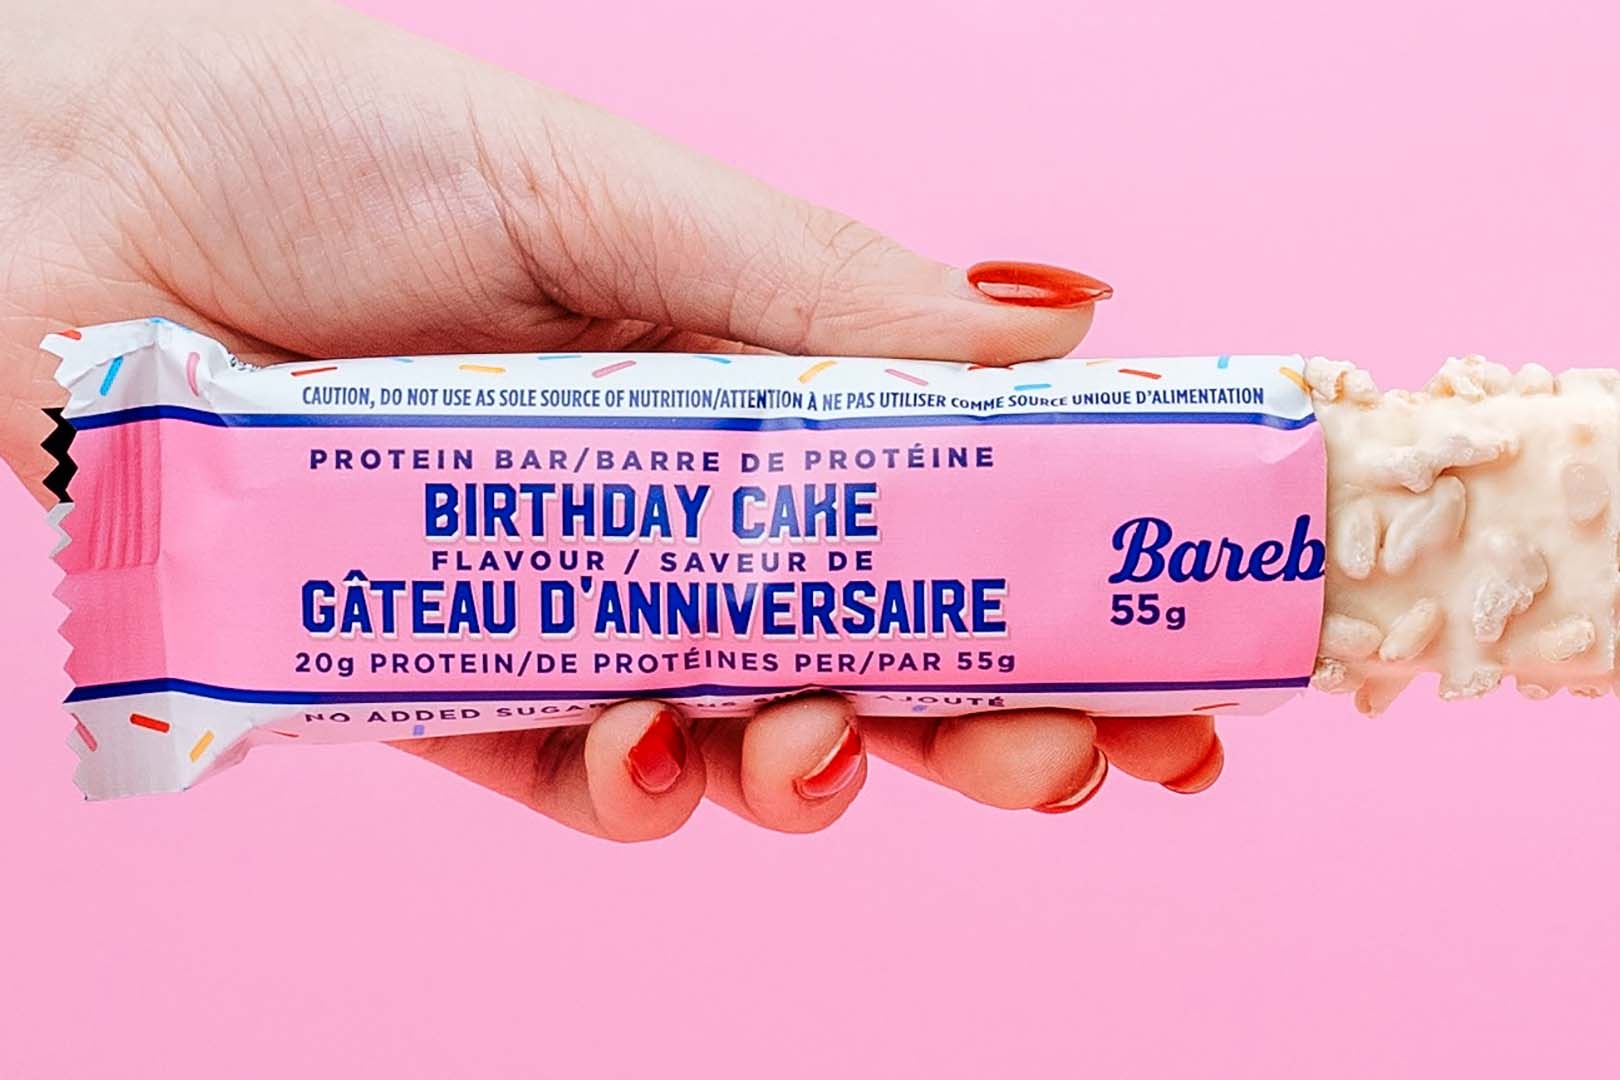 CAUTION, DO NOT USE AS SOLE SOURCE OF NUTRITION/ATTENTION À NE PAS UTILISER COMME SOURCE UNIQUE D'ALIMENTATION
PROTEIN BAR/BARRE DE PROTÉINE
BIRTHDAY CAKE
FLAVOUR / SAVEUR DE
GÂTEAU D'ANNIVERSAIRE
20g PROTEIN/DE PROTÉINES PER/PAR 55g
Bareb
55g
NO ADDED SUGAR AJOUTÉ